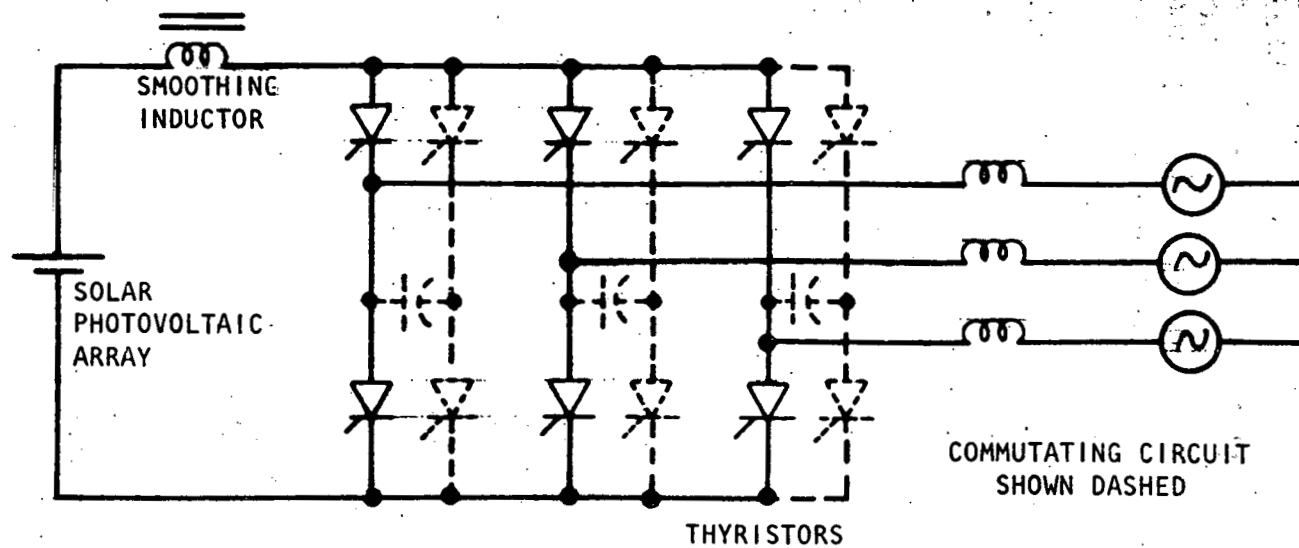 SMOOTHING
INDUCTOR
SOLAR
PHOTOVOLTAIC
ARRAY
COMMUTATING CIRCUIT
SHOWN DASHED
THYRISTORS